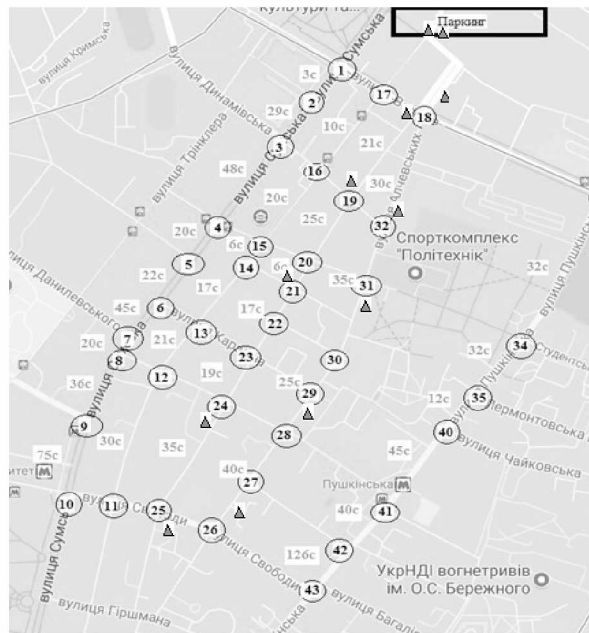 Культури та...
Паркинг
вулиця Кримська
вулиця Сумська
1
3с
вулиця
17
вулиця Динамівська
2
29с
10с
18
вулиця Трінклера
3
21с
16
48с
30с
19
20с
вулиця Алчевських
25с
32
4
20с
6с
15
Спорткомплекс
"Політехнік"
5
14
20
32с
22с
17с
35с
31
21
вулиця Пушкінська
45с
6
17с
22
вулиця Данилевського
7
20с
21с
13
34
8
23
30
32с
Студентська
19с
25с
36с
12
29
12с
35
24
вулиця Пушкінська
Лермонтовська
9
30с
28
40
вулиця Чайковська
75с
35с
45с
40с
27
Пушкінська
10
11
25
40с
41
вулиця Свободи
26
126с
42
вулиця Свободи
УкрНДІ вогнетривів
ім. О.С. Бережного
43
вулиця Гіршмана
вулиця Багалія